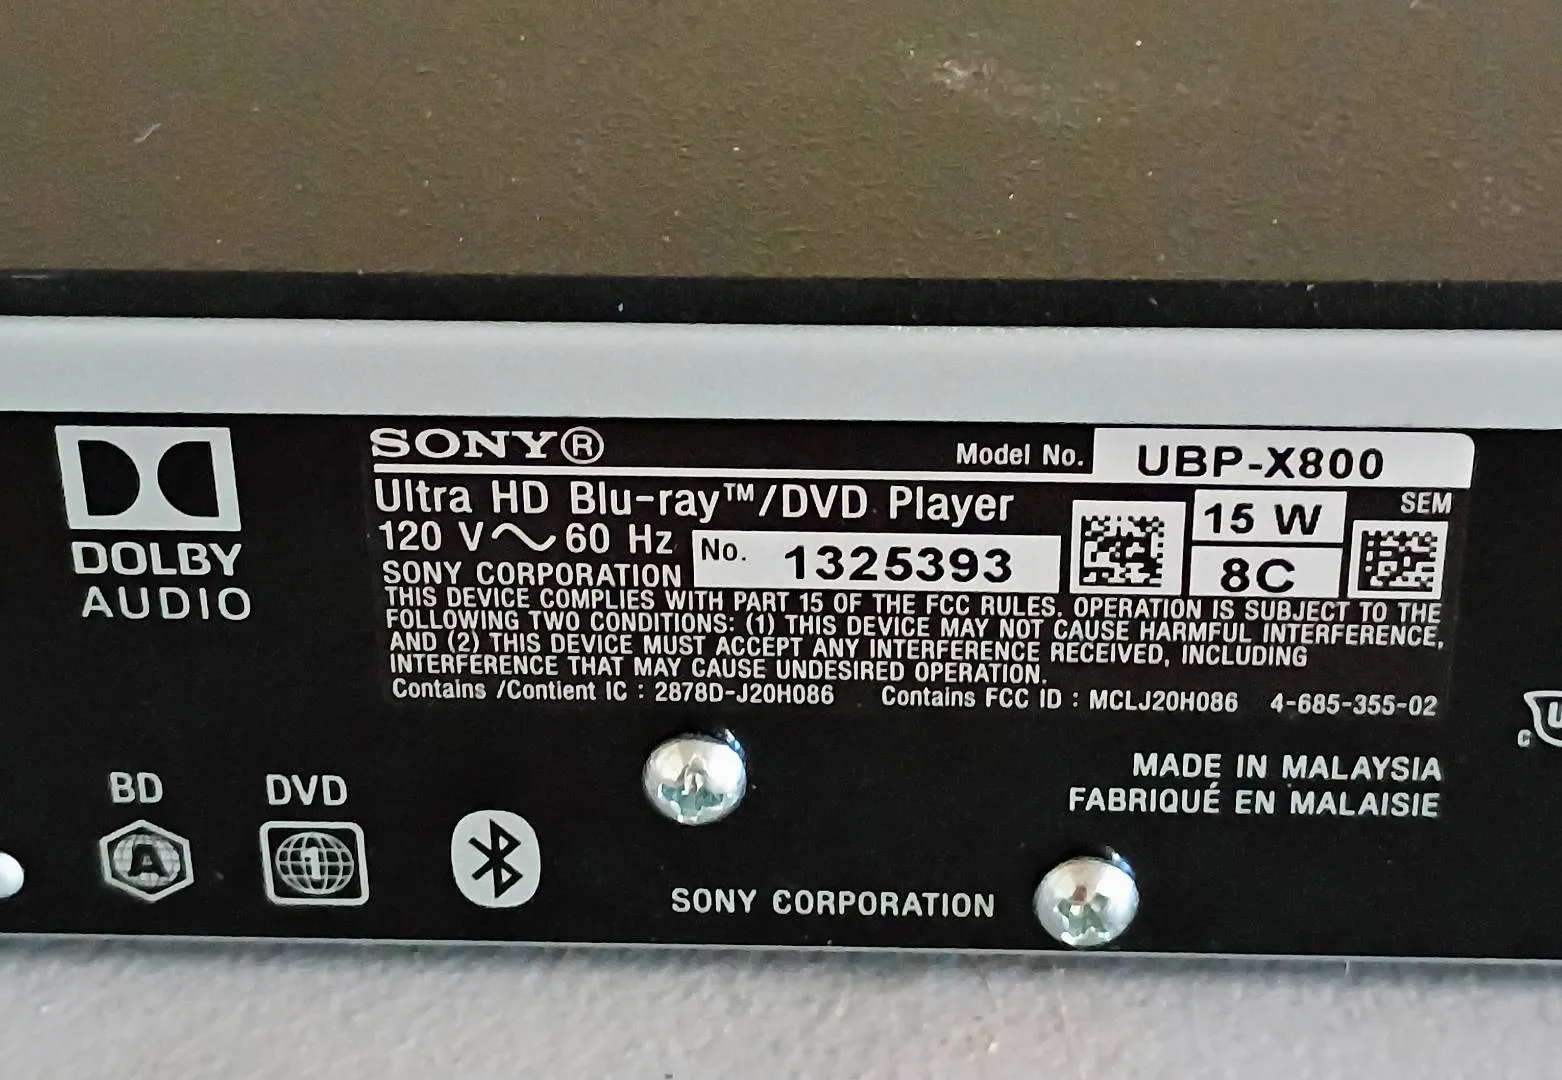 DOLBY
AUDIO
SONY®
Model No. UBP-X800
Ultra HD Blu-ray™/DVD Player
SEM
120 V~60 Hz
No. 1325393
15 W
8C
SONY CORPORATION
THIS DEVICE COMPLIES WITH PART 15 OF THE FCC RULES. OPERATION IS SUBJECT TO THE
FOLLOWING TWO CONDITIONS: (1) THIS DEVICE MAY NOT CAUSE HARMFUL INTERFERENCE,
AND (2) THIS DEVICE MUST ACCEPT ANY INTERFERENCE RECEIVED, INCLUDING
INTERFERENCE THAT MAY CAUSE UNDESIRED OPERATION.
Contains /Contient IC : 2878D-J20H086 Contains FCC ID : MCLJ20H086 4-685-355-02
MADE IN MALAYSIA
FABRIQUÉ EN MALAISIE
BD
DVD
A
1
SONY CORPORATION
c